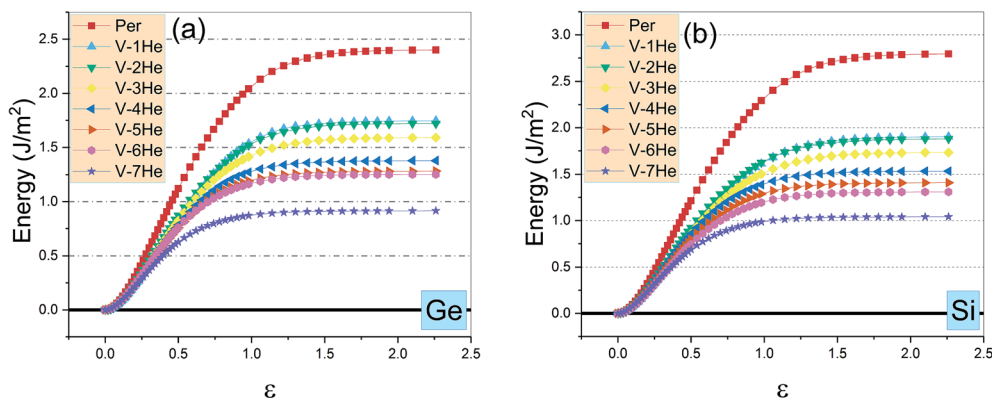 (a)
Per
V-1He
V-2He
V-3He
V-4He
V-5He
V-6He
V-7He
Energy (J/m²)
2.5
2.0
1.5
1.0
0.5
0.0
Ge
0.0 0.5 1.0 1.5 2.0 2.5
ε
(b)
Per
V-1He
V-2He
V-3He
V-4He
V-5He
V-6He
V-7He
Energy (J/m²)
3.0
2.5
2.0
1.5
1.0
0.5
0.0
Si
0.0 0.5 1.0 1.5 2.0 2.5
ε